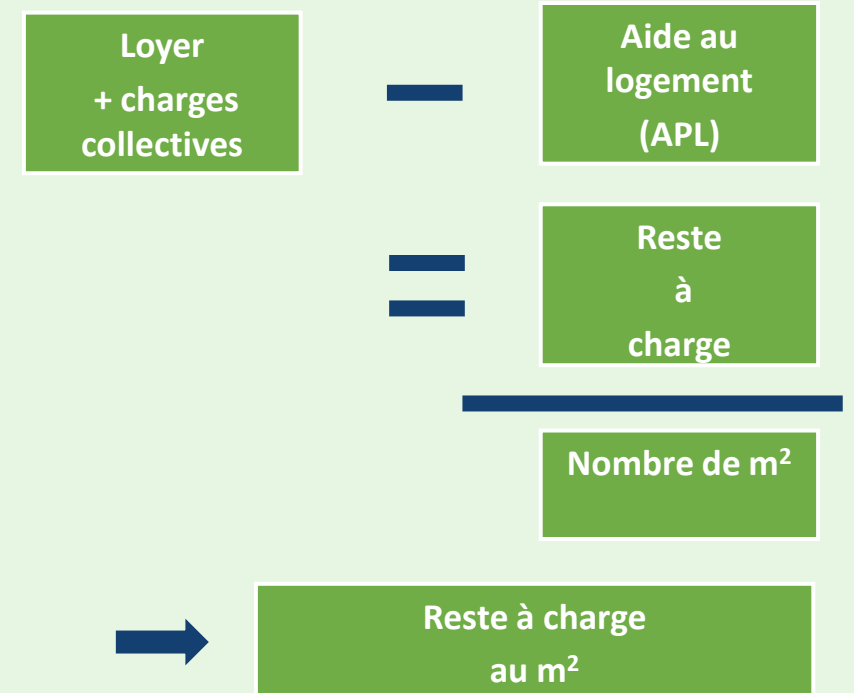 Loyer
+ charges
collectives
Aide au
logement
(APL)
Reste
à
charge
Nombre de m²
Reste à charge
au m²